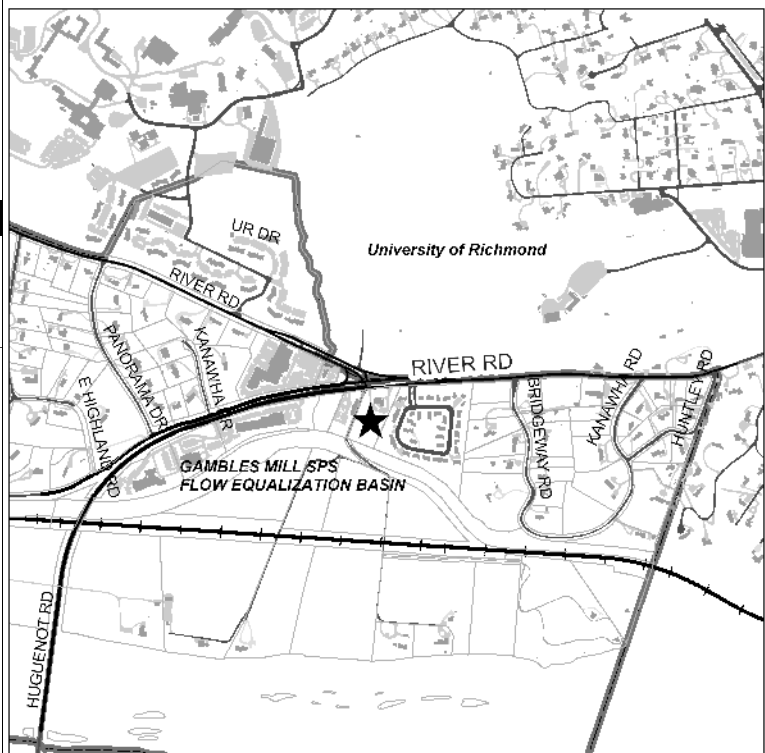 UR DR
University of Richmond
RIVER RD
PANORAMA DR
KANAWHA DR
E HIGHLAND RD
RIVER RD
BRIDGEWAY RD
KANAWHA RD
HUNTLEY RD
GAMBLES MILL SPS
FLOW EQUALIZATION BASIN
HUGUENOT RD